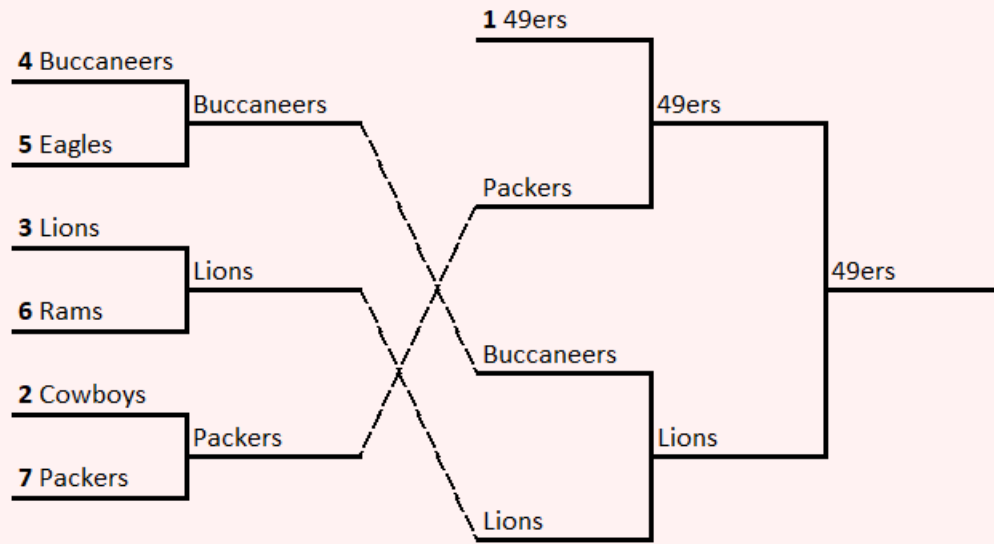 4 Buccaneers
Buccaneers
5 Eagles
3 Lions
Lions
6 Rams
2 Cowboys
Packers
7 Packers
1 49ers
49ers
Packers
49ers
Buccaneers
Lions
Lions